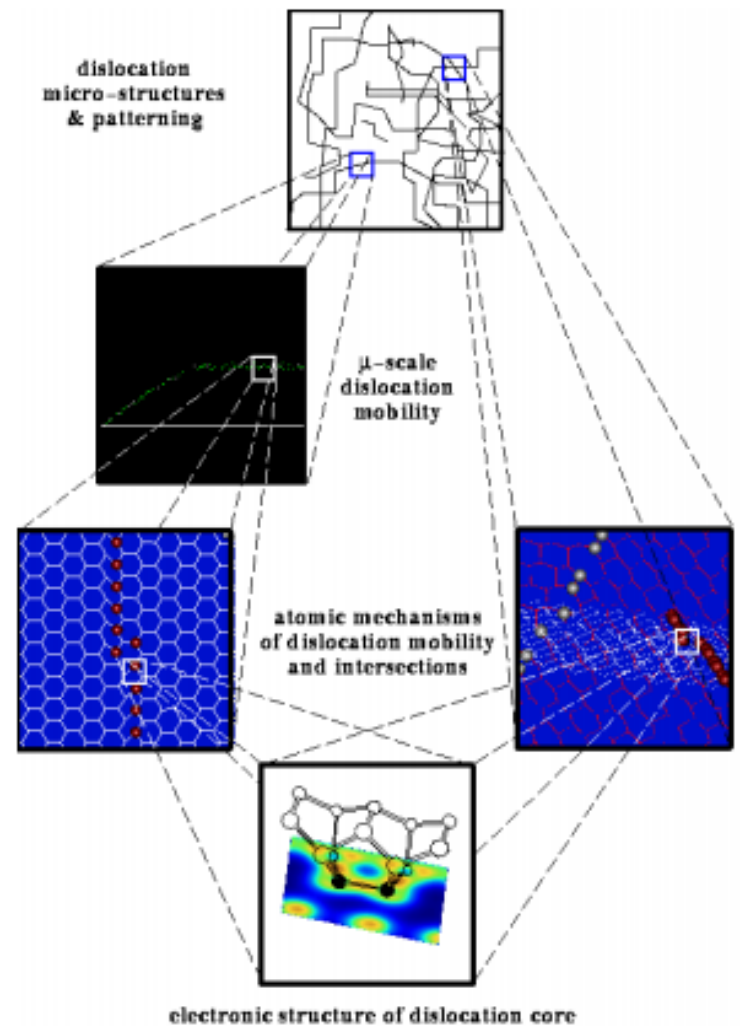 dislocation
micro-structures
& patterning
μ-scale
dislocation
mobility
atomic mechanisms
of dislocation mobility
and intersections
electronic structure of dislocation core